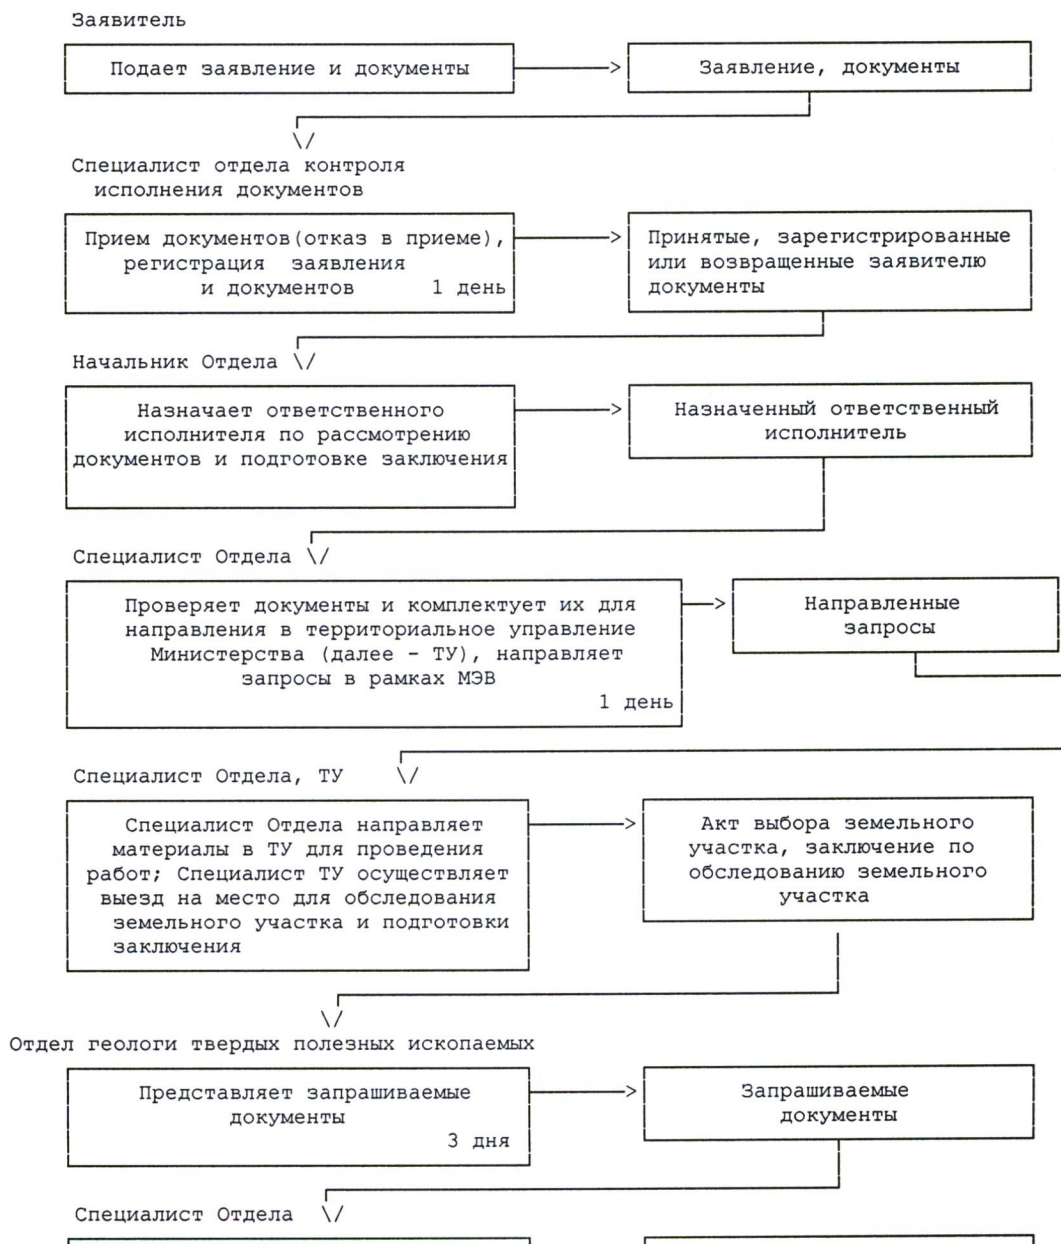 Заявитель
Подает заявление и документы
Заявление, документы
Специалист отдела контроля
исполнения документов
Прием документов(отказ в приеме),
регистрация заявления
и документов 1 день
Принятые, зарегистрированные
или возвращенные заявителю
документы
Начальник Отдела
Назначает ответственного
исполнителя по рассмотрению
документов и подготовке заключения
Назначенный ответственный
исполнитель
Специалист Отдела
Проверяет документы и комплектует их для
направления в территориальное управление
Министерства (далее - ТУ), направляет
запросы в рамках МЭВ
1 день
Направленные
запросы
Специалист Отдела, ТУ
Специалист Отдела направляет
материалы в ТУ для проведения
работ; Специалист ТУ осуществляет
выезд на место для обследования
земельного участка и подготовки
заключения
Акт выбора земельного
участка, заключение по
обследованию земельного
участка
Отдел геологи твердых полезных ископаемых
Представляет запрашиваемые
документы
3 дня
Запрашиваемые
документы
Специалист Отдела